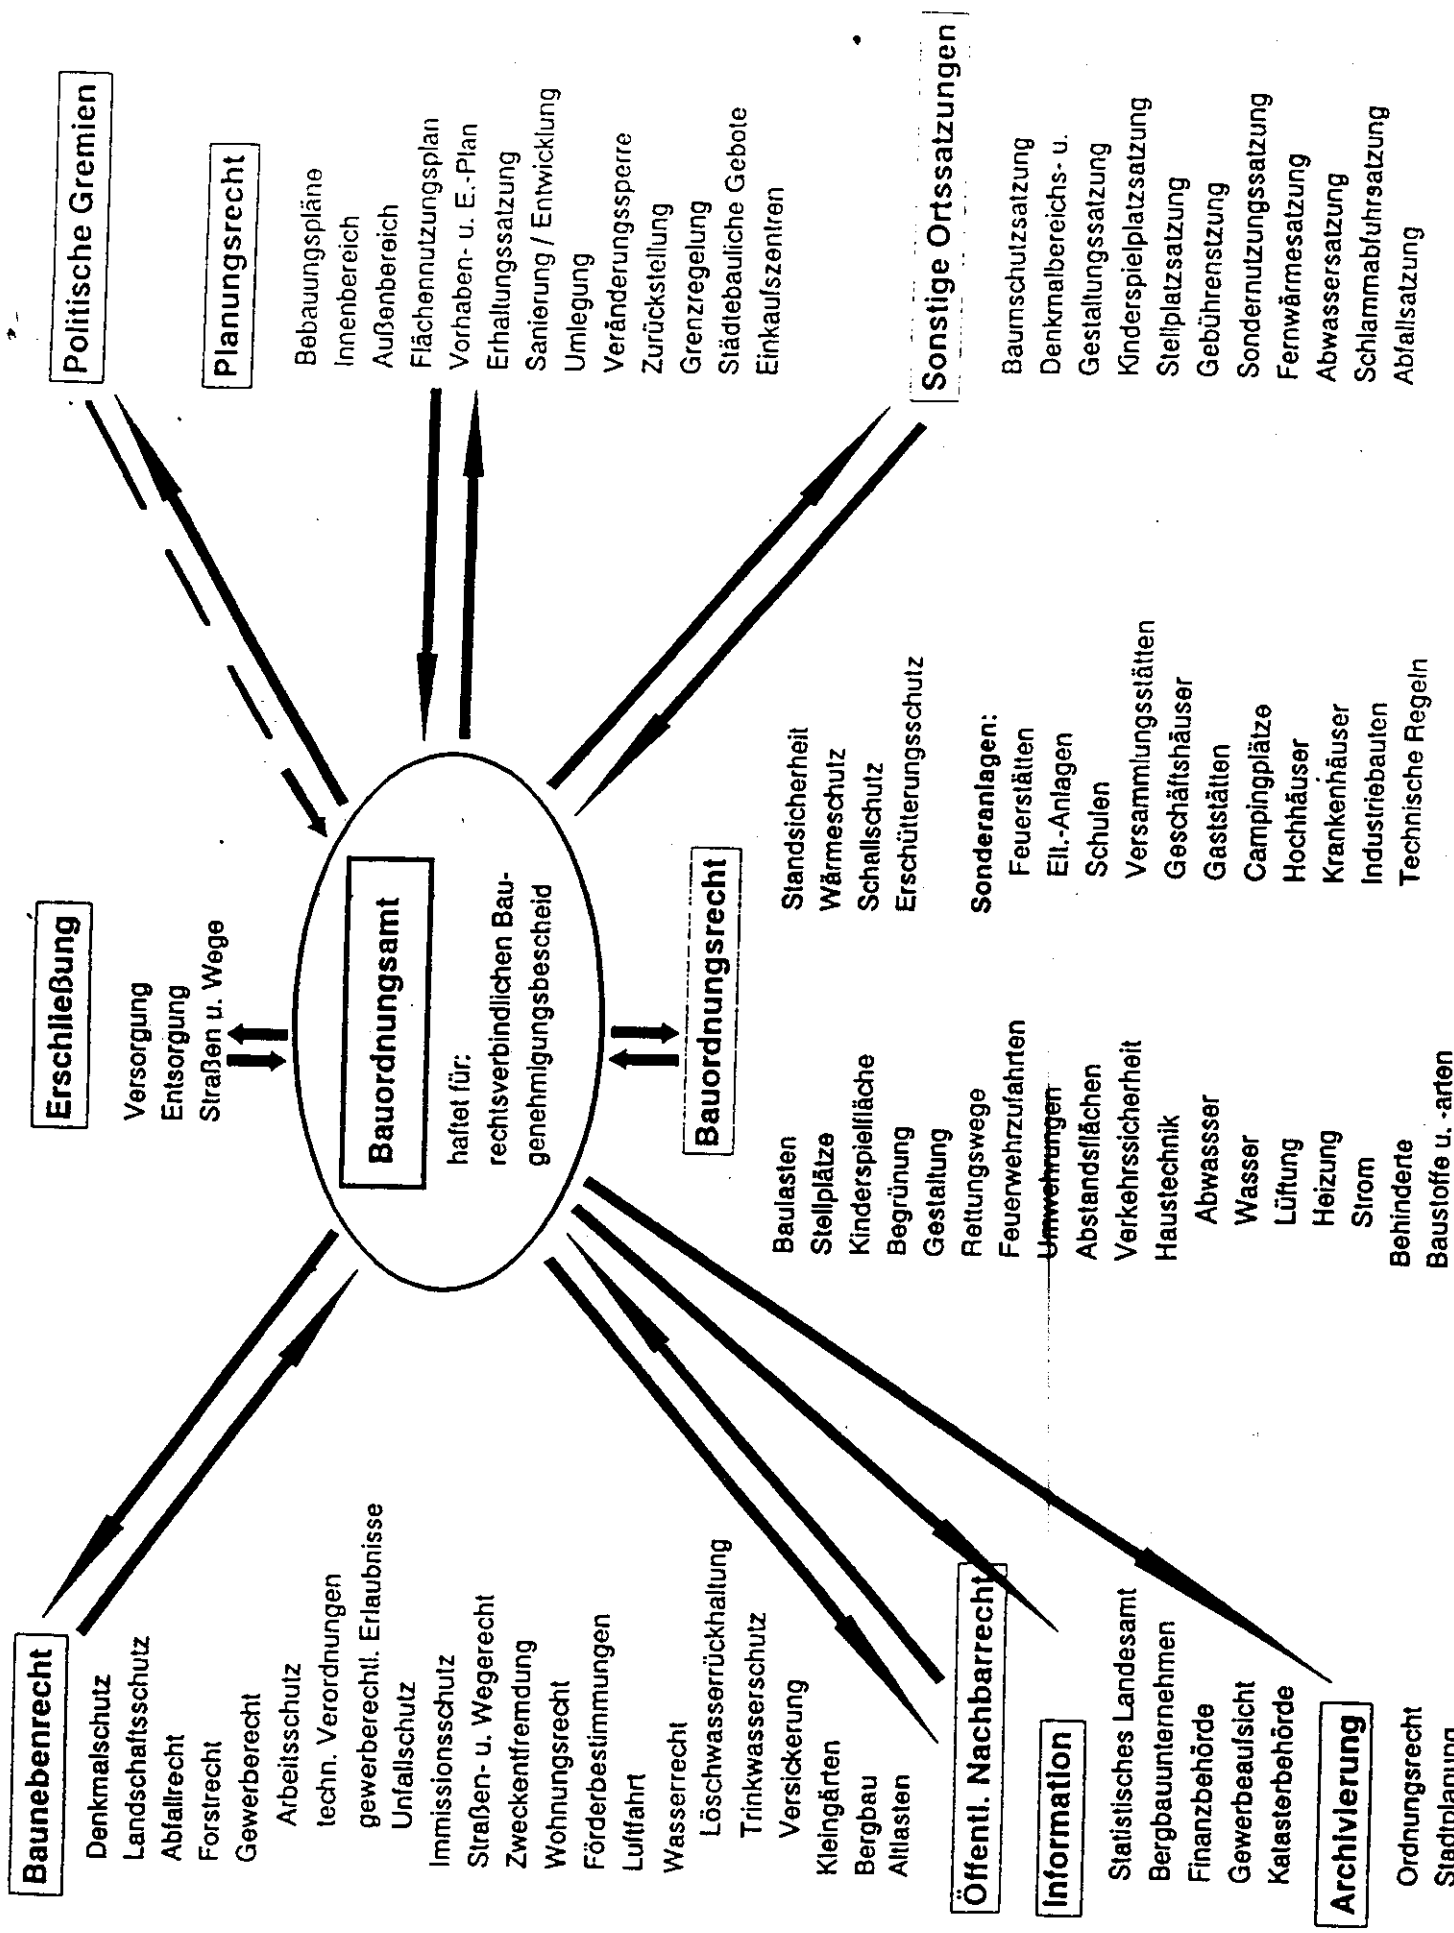 Baunebenrecht
Denkmalschutz
Landschaftsschutz
Abfallrecht
Forstrecht
Gewerberecht
Arbeitsschutz
techn. Verordnungen
gewerberechtl. Erlaubnisse
Unfallschutz
Immissionsschutz
Straßen- u. Wegerecht
Zweckentfremdung
Wohnungsrecht
Förderbestimmungen
Luftfahrt
Wasserrecht
Löschwasserrückhaltung
Trinkwasserschutz
Versickerung
Kleingärten
Bergbau
Altlasten
Öffentl. Nachbarrecht
Information
Statistisches Landesamt
Bergbauunternehmen
Finanzbehörde
Gewerbeaufsicht
Katasterbehörde
Archivierung
Ordnungsrecht
Stadtplanung
Erschließung
Versorgung
Entsorgung
Straßen u. Wege
Bauordnungsamt
haftet für:
rechtsverbindlichen Bau-
genehmigungsbescheid
Bauordnungsrecht
Baulasten
Stellplätze
Kinderspielfläche
Begrünung
Gestaltung
Rettungswege
Feuerwehrzufahrten
Umwehrungen
Abstandsflächen
Verkehrssicherheit
Haustechnik
Abwassser
Wasser
Lüftung
Heizung
Strom
Behinderte
Baustoffe u. -arten
Standsicherheit
Wärmeschutz
Schallschutz
Erschütterungsschutz
Sonderanlagen:
Feuerstätten
Elt.-Anlagen
Schulen
Versammlungsstätten
Geschäftshäuser
Gaststätten
Campingplätze
Hochhäuser
Krankenhäuser
Industriebauten
Technische Regeln
Politische Gremien
Planungsrecht
Bebauungspläne
Innenbereich
Außenbereich
Flächennutzungsplan
Vorhaben- u. E.-Plan
Erhaltungssatzung
Sanierung / Entwicklung
Umlegung
Veränderungssperre
Zurückstellung
Grenzregelung
Städtebauliche Gebote
Einkaufszentren
Sonstige Ortssatzungen
Baumschutzsatzung
Denkmalbereichs- u.
Gestaltungssatzung
Kinderspielplatzsatzung
Stellplatzsatzung
Gebührenstzung
Sondernutzungssatzung
Fernwärmesatzung
Abwassersatzung
Schlammabfuhrsatzung
Abfallsatzung